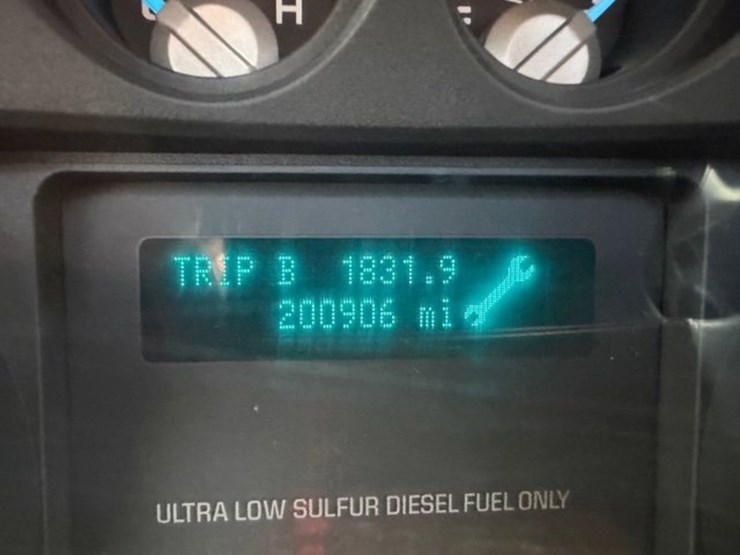 H
TRIP B 1831.9
200906 mi
ULTRA LOW SULFUR DIESEL FUEL ONLY